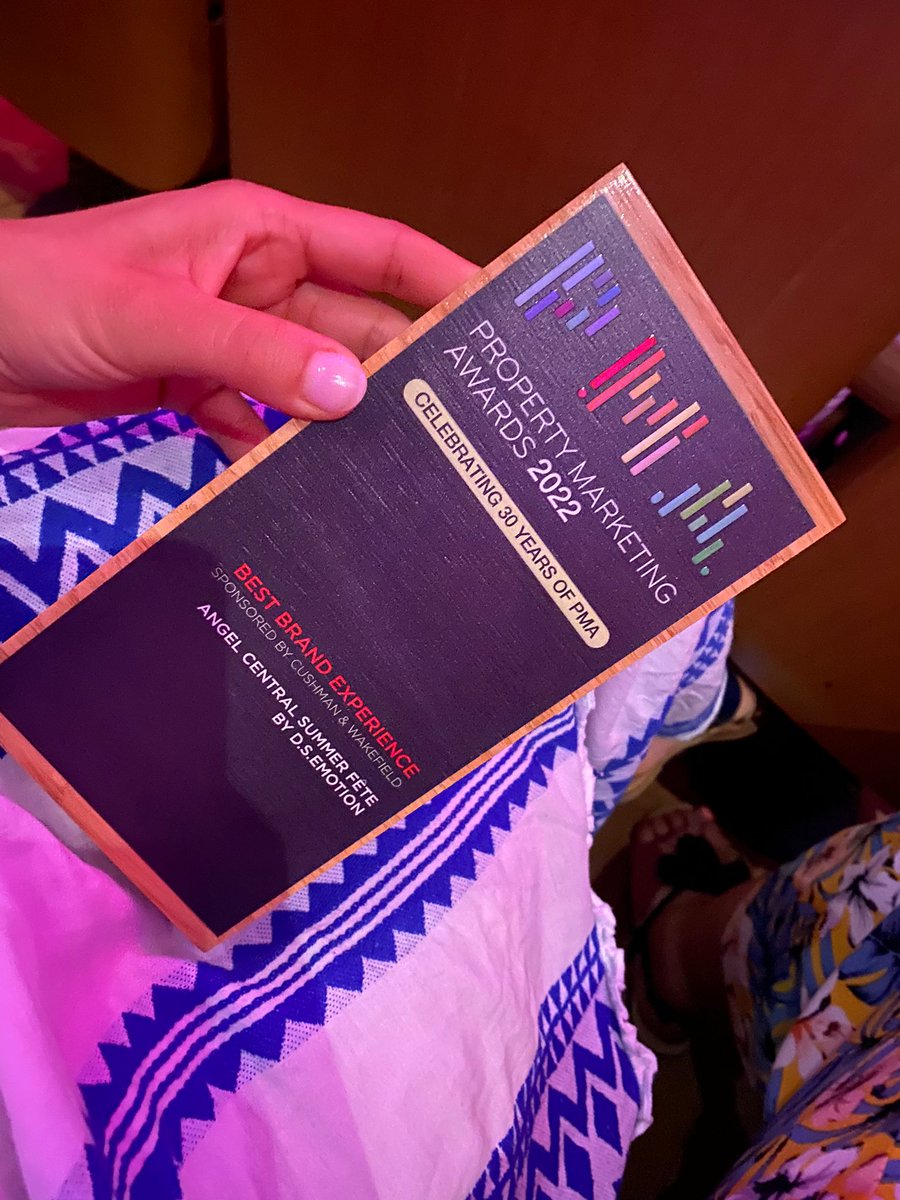 PROPERTY MARKETING
AWARDS 2022
CELEBRATING 30 YEARS OF PMA
BEST BRAND EXPERIENCE
SPONSORED BY CUSHMAN & WAKEFIELD
ANGEL CENTRAL SUMMER FÊTE
BY D.S.EMOTION